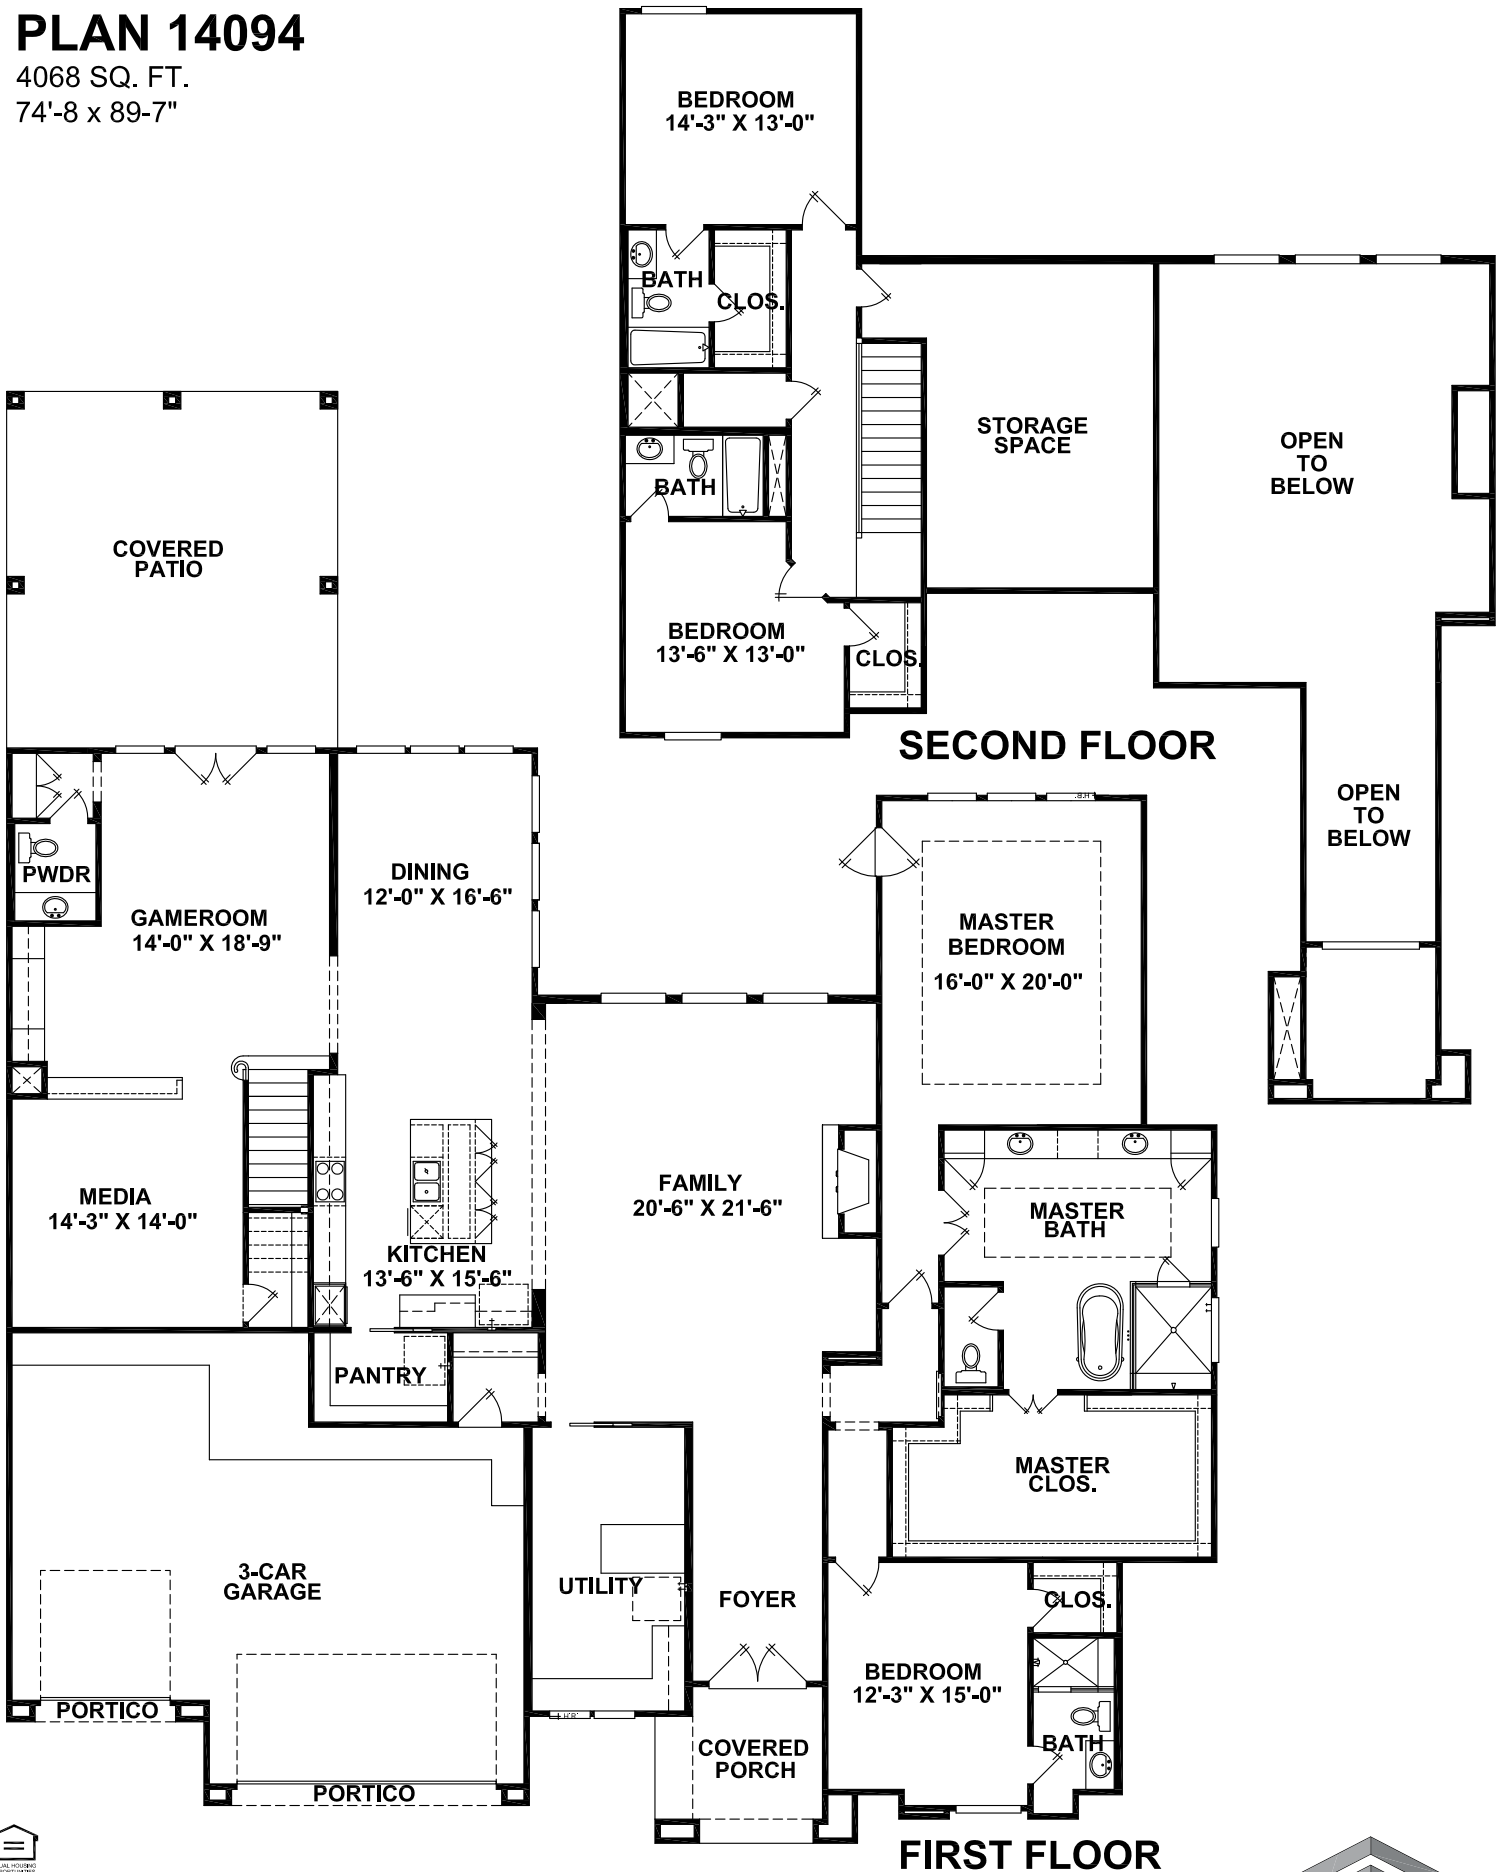 PLAN 14094
4068 SQ. FT.
74'-8 x 89-7"
BEDROOM
14'-3" X 13'-0"
BATH
CLOS.
STORAGE
SPACE
OPEN
TO
BELOW
BATH
BEDROOM
13'-6" X 13'-0"
CLOS.
SECOND FLOOR
OPEN
TO
BELOW
COVERED
PATIO
PWDR
GAMEROOM
14'-0" X 18'-9"
DINING
12'-0" X 16'-6"
H.B.
MASTER
BEDROOM
16'-0" X 20'-0"
MEDIA
14'-3" X 14'-0"
KITCHEN
13'-6" X 15'-6"
FAMILY
20'-6" X 21'-6"
MASTER
BATH
PANTRY
MASTER
CLOS.
3-CAR
GARAGE
UTILITY
FOYER
CLOS.
BEDROOM
12'-3" X 15'-0"
BATH
PORTICO
PORTICO
H.B.
COVERED
PORCH
FIRST FLOOR